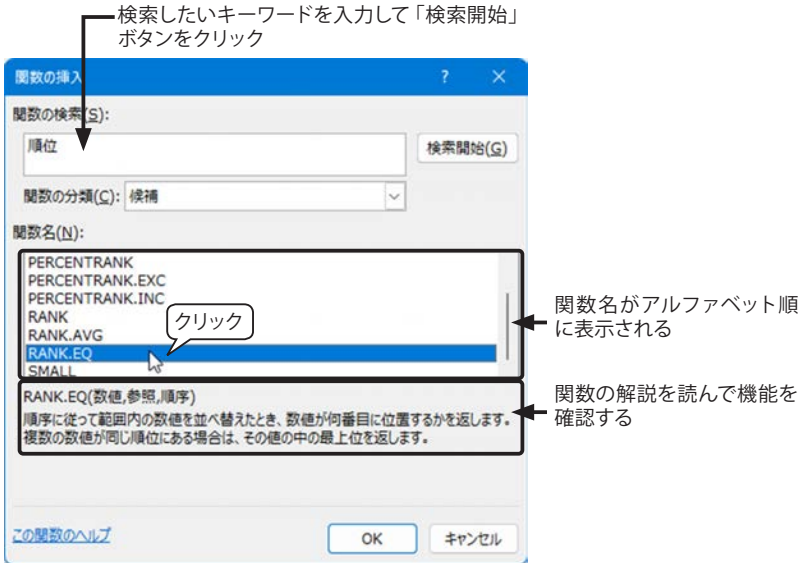 検索したいキーワードを入力して「検索開始」
ボタンをクリック
関数の挿入
?
×
関数の検索(S):
順位
検索開始(G)
関数の分類(C): 候補
関数名(N):
PERCENTRANK
PERCENTRANK.EXC
PERCENTRANK.INC
RANK
RANK.AVG
RANK.EQ
SMALL
クリック
関数名がアルファベット順
に表示される
RANK.EQ(数値,参照,順序)
順序に従って範囲内の数値を並べ替えたとき、数値が何番目に位置するかを返します。
複数の数値が同じ順位にある場合は、その値の中の最上位を返します。
関数の解説を読んで機能を
確認する
この関数のヘルプ
OK
キャンセル